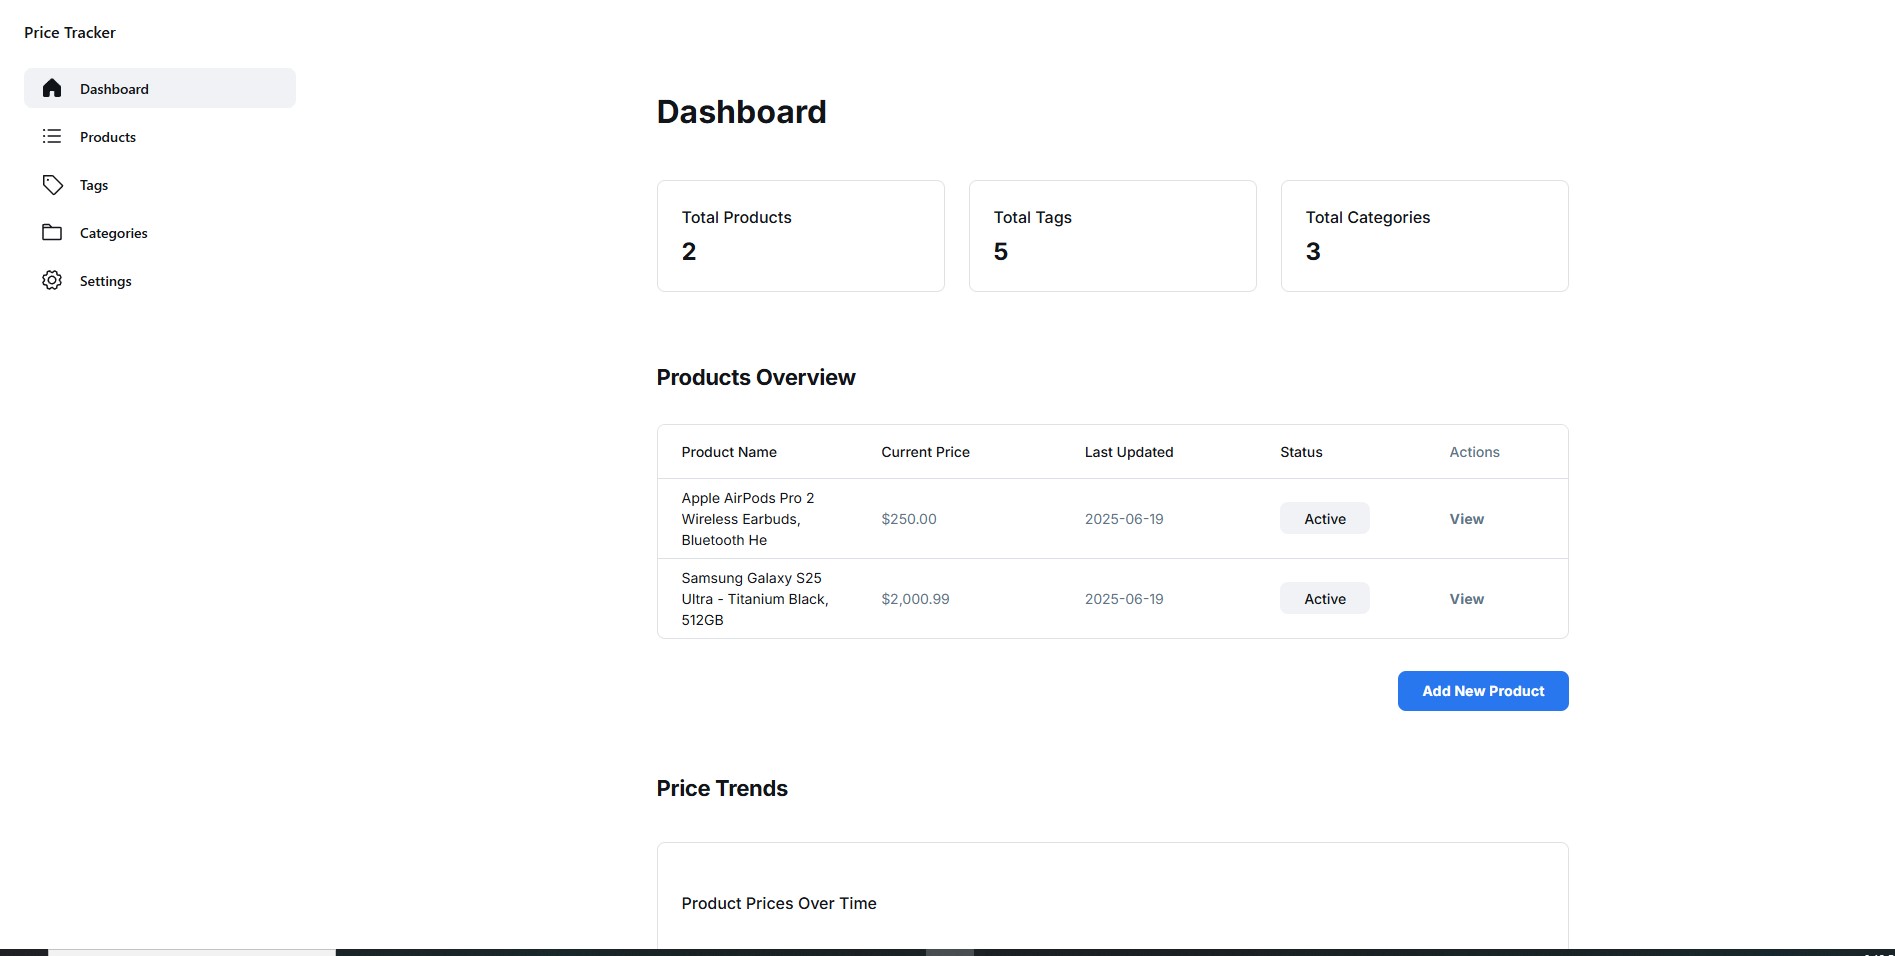 Price Tracker
Dashboard
Products
Tags
Categories
Settings
Dashboard
Total Products
2
Total Tags
5
Total Categories
3
Products Overview
Product Name Current Price Last Updated Status Actions
Apple AirPods Pro 2
Wireless Earbuds,
Bluetooth He
$250.00 2025-06-19 Active View
Samsung Galaxy S25
Ultra - Titanium Black,
512GB
$2,000.99 2025-06-19 Active View
Add New Product
Price Trends
Product Prices Over Time